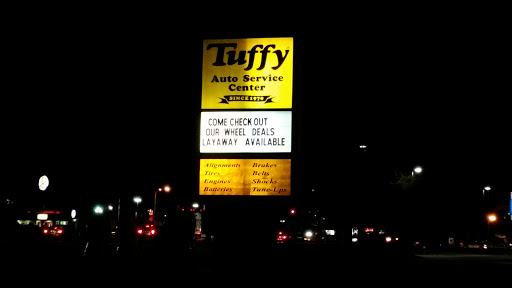 Tuffy
Auto Service
Center
SINCE 1970
COME CHECK OUT
OUR WHEEL DEALS
LAYAWAY AVAILABLE
Alignments Brakes
Tires Belts
Engines Shocks
Batteries Tune-Ups